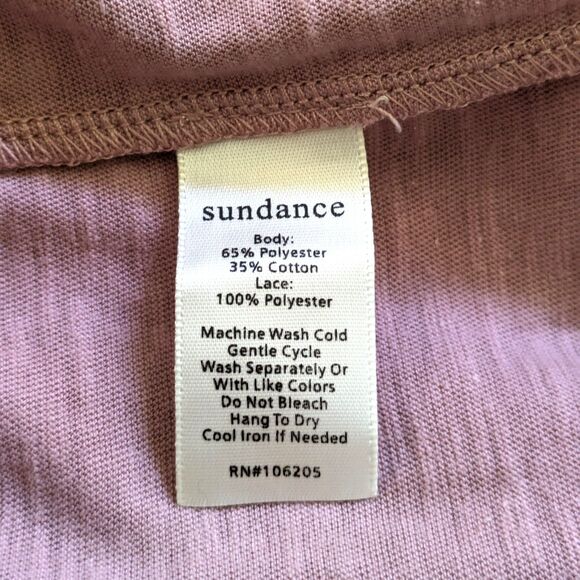 sundance
Body:
65% Polyester
35% Cotton
Lace:
100% Polyester
Machine Wash Cold
Gentle Cycle
Wash Separately Or
With Like Colors
Do Not Bleach
Hang To Dry
Cool Iron If Needed
RN#106205